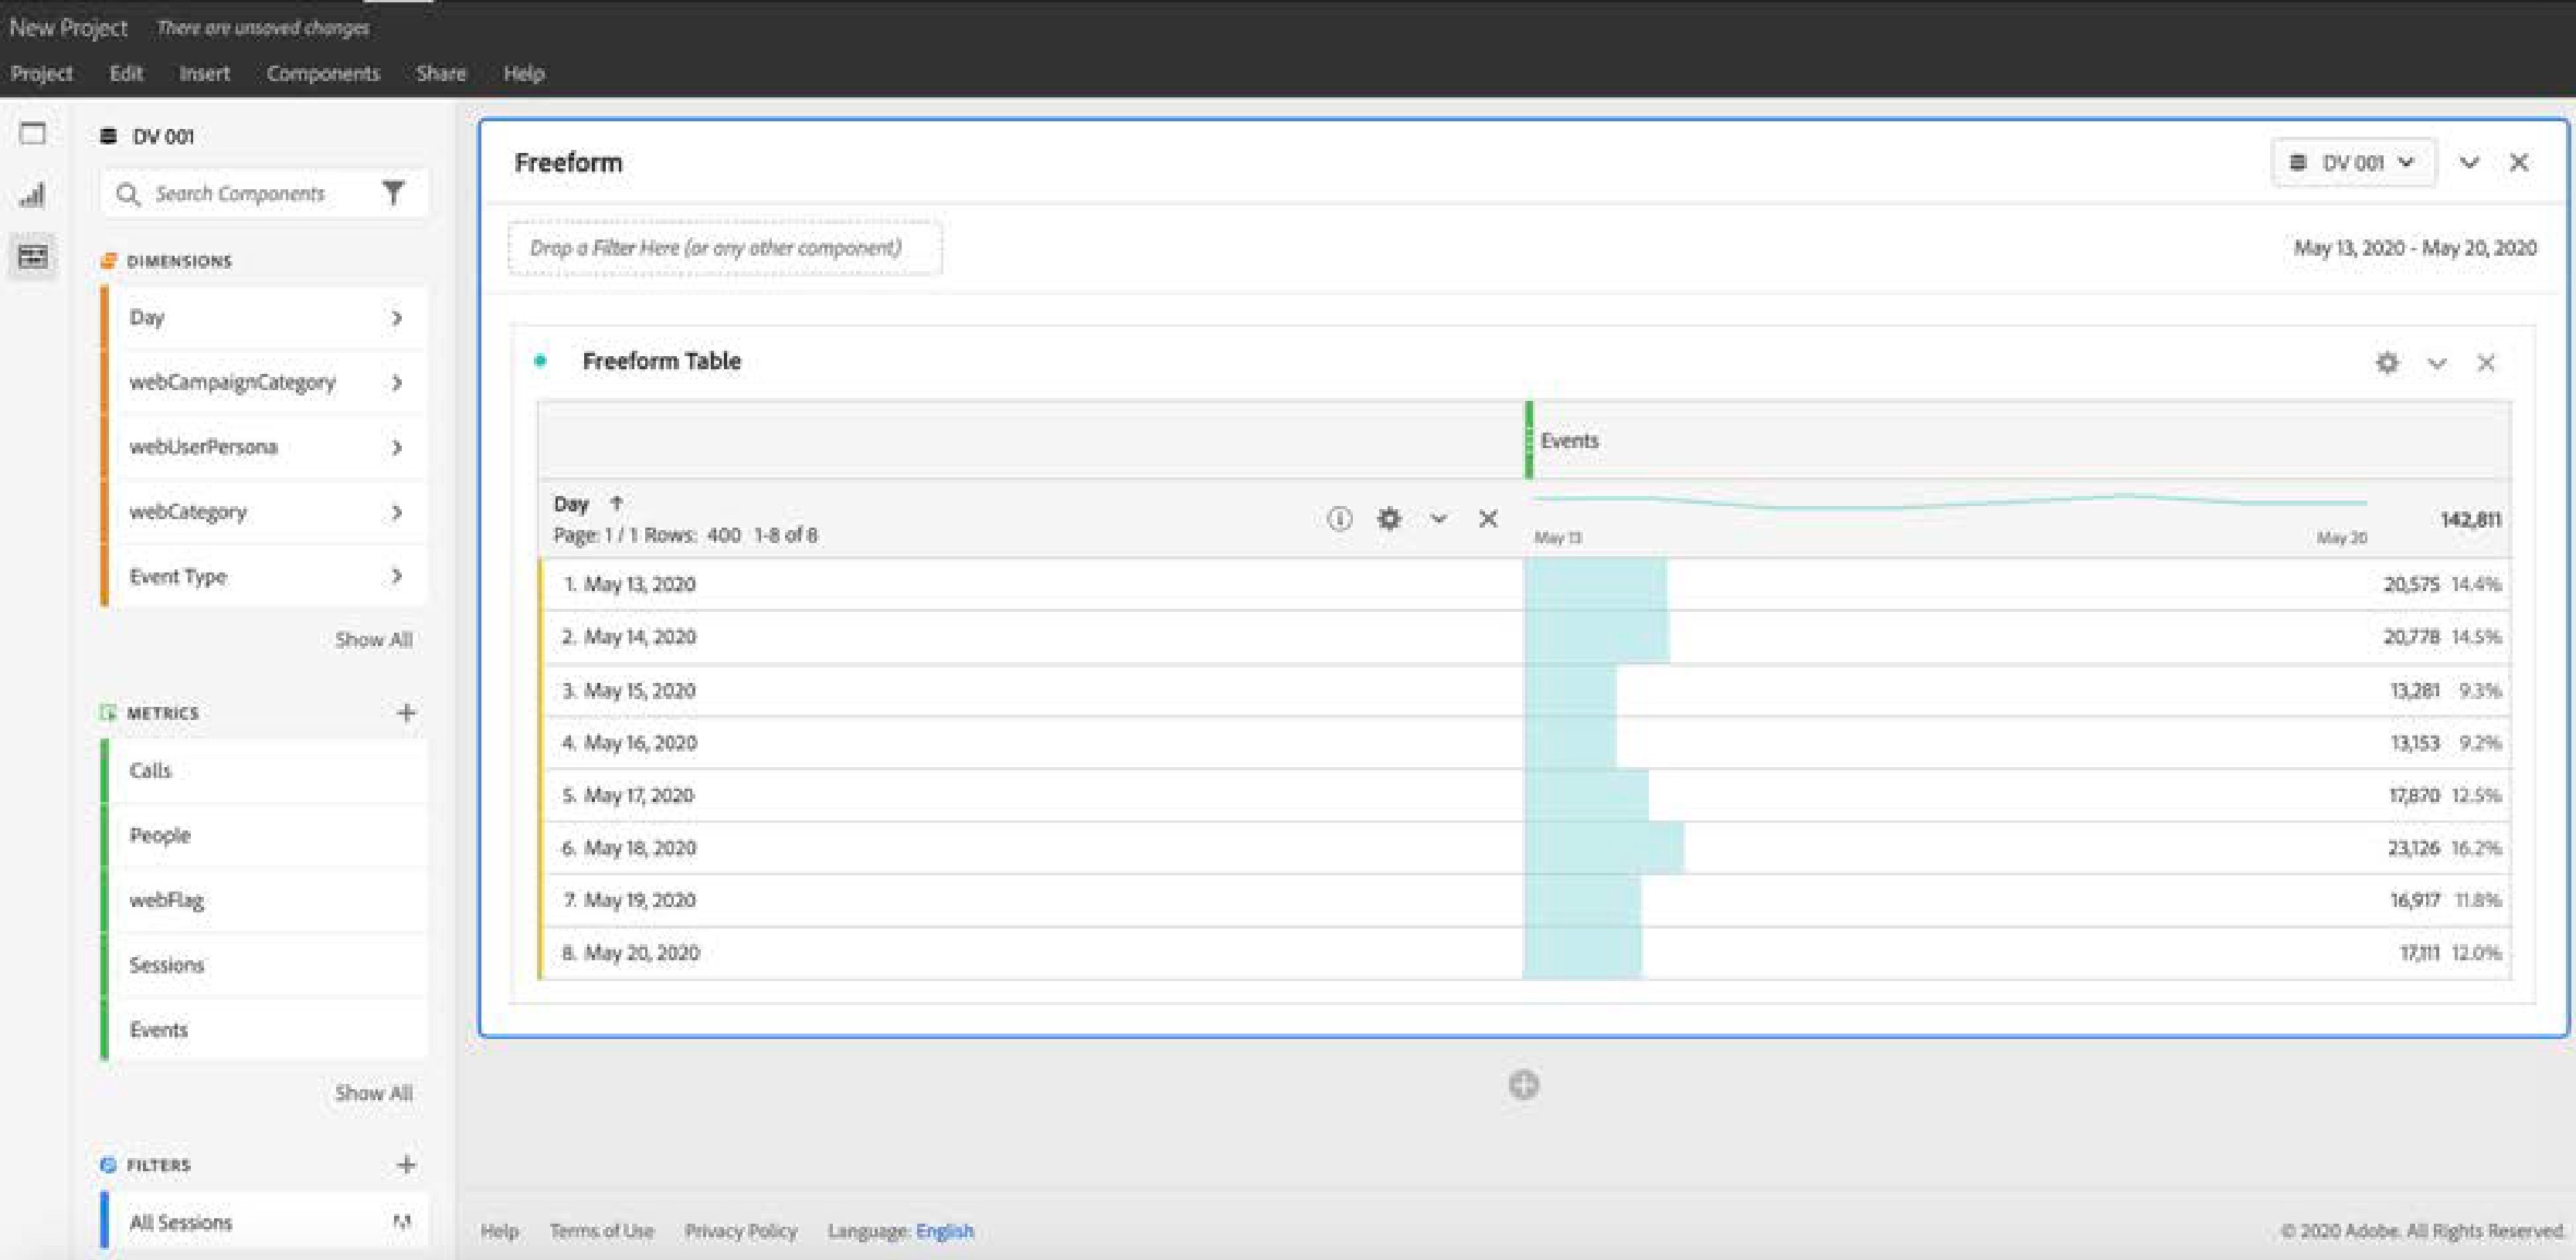 New Project There are unsaved changes
Project Edit Insert Components Share Help
DV 001
Search Components
DIMENSIONS
Day
webCampaignCategory
webUserPersona
webCategory
Event Type
Show All
METRICS
Calls
People
webFlag
Sessions
Events
Show All
FILTERS
All Sessions
Freeform DV 001
Drop a Filter Here (or any other component) May 13, 2020 - May 20, 2020
Freeform Table
Events
Day
Page: 1 / 1 Rows: 400 1-8 of 8
May 13 May 20 142,811
1. May 13, 2020 20,575 14.4%
2. May 14, 2020 20,778 14.5%
3. May 15, 2020 13,281 9.3%
4. May 16, 2020 13,153 9.2%
5. May 17, 2020 17,870 12.5%
6. May 18, 2020 23,126 16.2%
7. May 19, 2020 16,917 11.8%
8. May 20, 2020 17,111 12.0%
Help Terms of Use Privacy Policy Language: English © 2020 Adobe. All Rights Reserved.